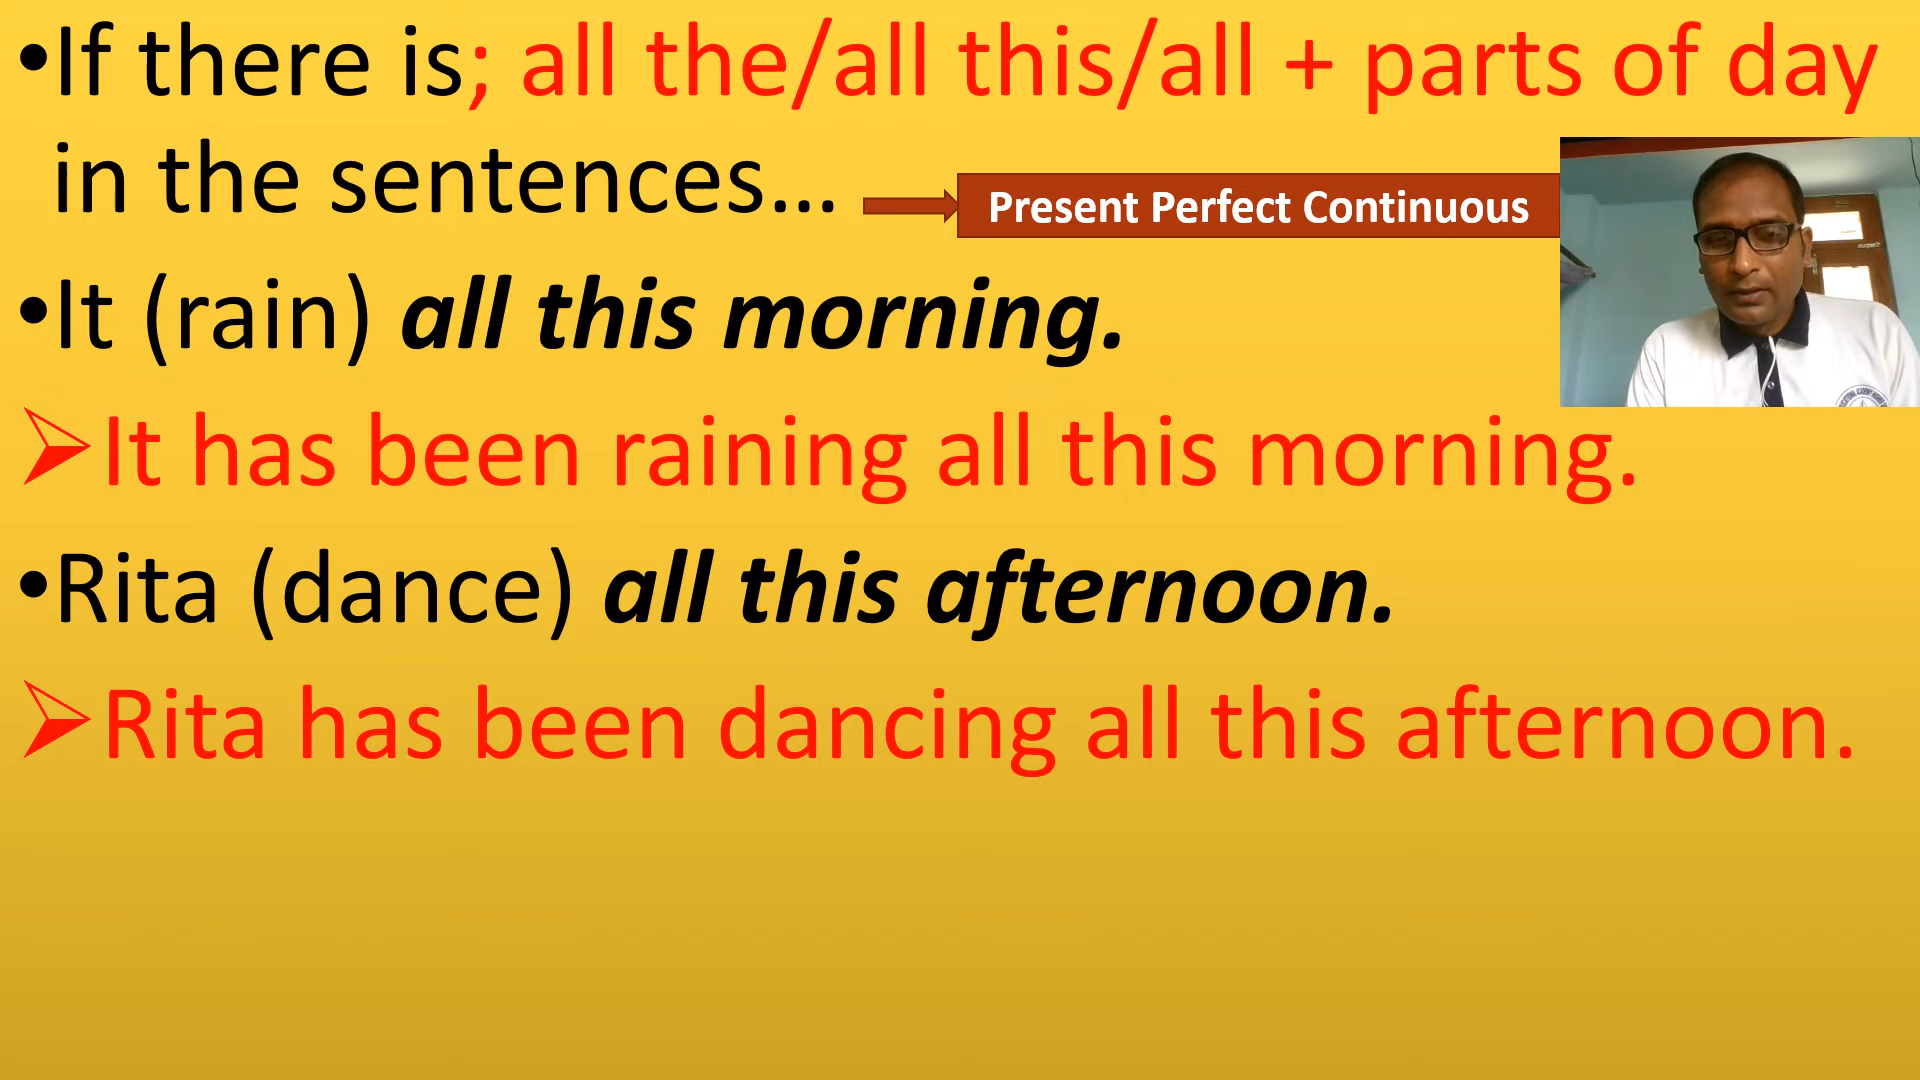 •If there is; all the/all this/all + parts of day
in the sentences...
Present Perfect Continuous
•It (rain) all this morning.
➢It has been raining all this morning.
•Rita (dance) all this afternoon.
➢Rita has been dancing all this afternoon.